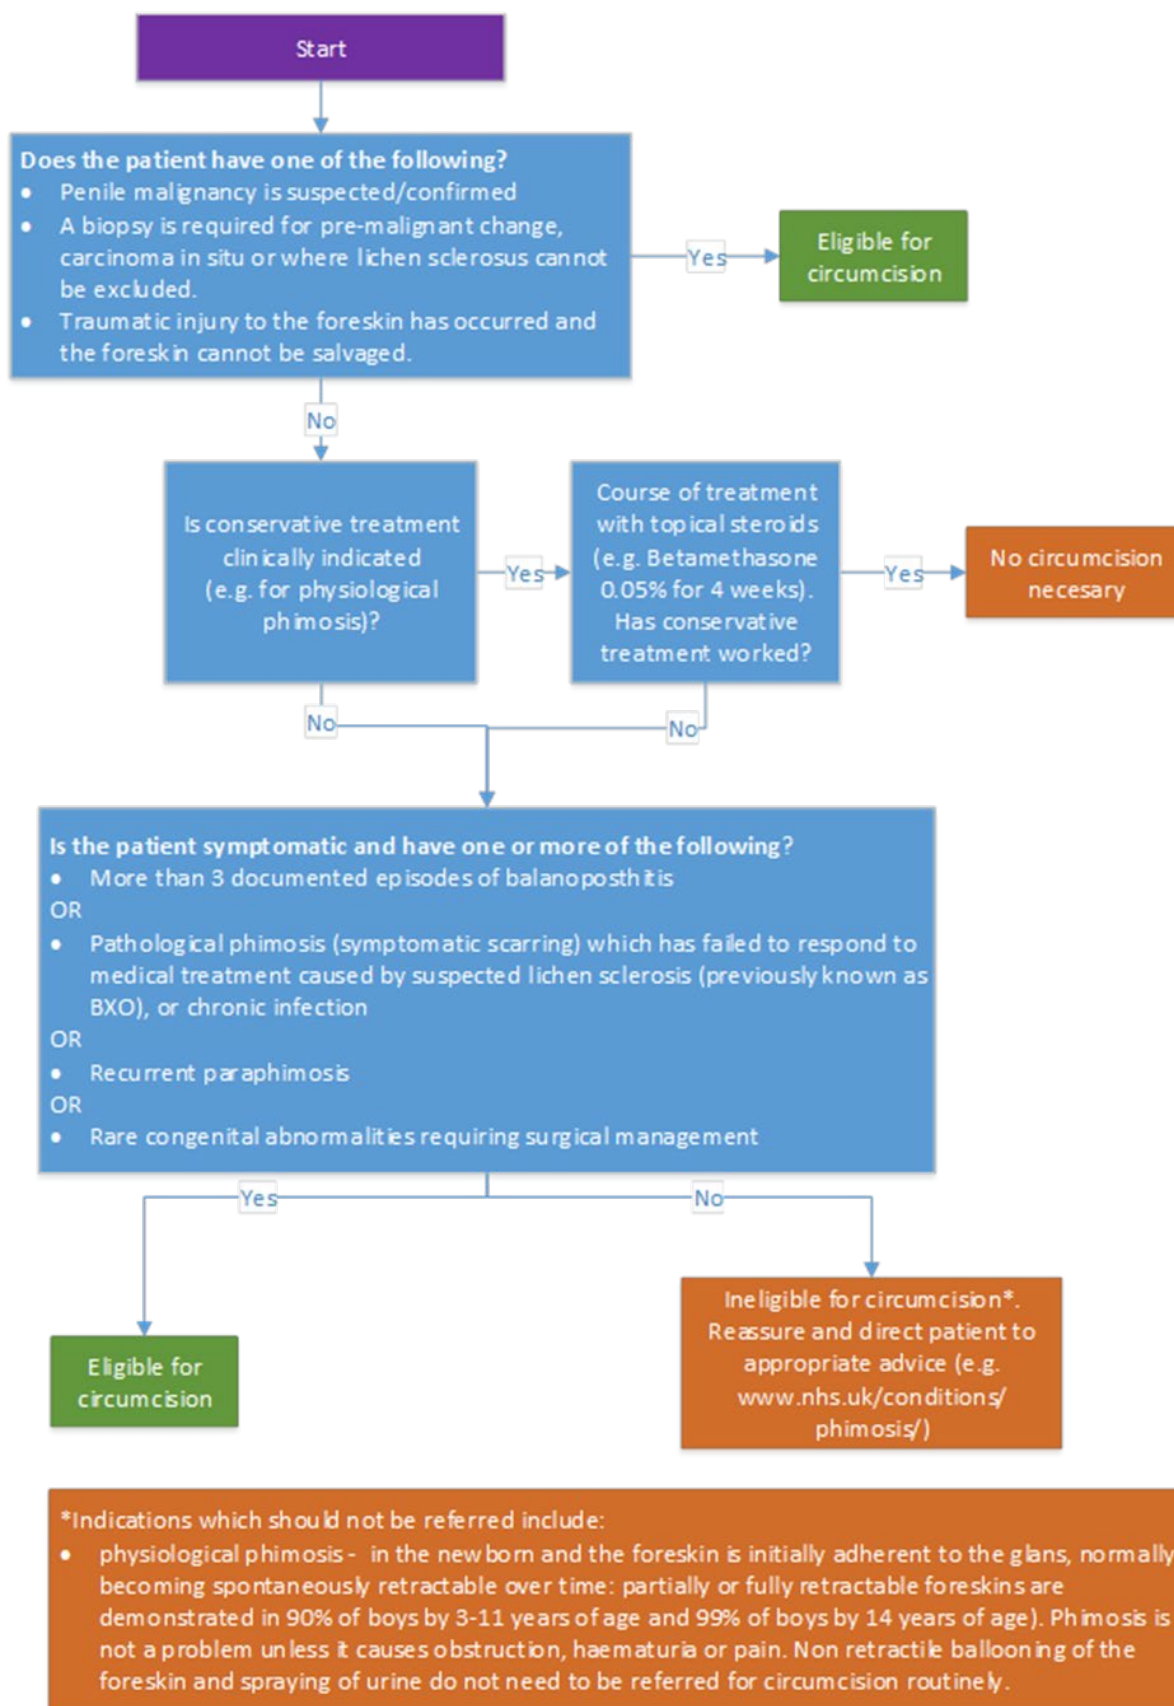 Start
Does the patient have one of the following?
• Penile malignancy is suspected/confirmed
• A biopsy is required for pre-malignant change,
carcinoma in situ or where lichen sclerosus cannot
be excluded.
• Traumatic injury to the foreskin has occurred and
the foreskin cannot be salvaged.
Yes
Eligible for
circumcision
No
Is conservative treatment
clinically indicated
(e.g. for physiological
phimosis)?
Yes
Course of treatment
with topical steroids
(e.g. Betamethasone
0.05% for 4 weeks).
Has conservative
treatment worked?
Yes
No circumcision
necesary
No
No
Is the patient symptomatic and have one or more of the following?
• More than 3 documented episodes of balanoposthitis
OR
• Pathological phimosis (symptomatic scarring) which has failed to respond to
medical treatment caused by suspected lichen sclerosis (previously known as
BXO), or chronic infection
OR
• Recurrent paraphimosis
OR
• Rare congenital abnormalities requiring surgical management
Yes
No
Eligible for
circumcision
Ineligible for circumcision*.
Reassure and direct patient to
appropriate advice (e.g.
www.nhs.uk/conditions/
phimosis/)
*Indications which should not be referred include:
• physiological phimosis - in the newborn and the foreskin is initially adherent to the glans, normally
becoming spontaneously retractable over time: partially or fully retractable foreskins are
demonstrated in 90% of boys by 3-11 years of age and 99% of boys by 14 years of age). Phimosis is
not a problem unless it causes obstruction, haematuria or pain. Non retractile ballooning of the
foreskin and spraying of urine do not need to be referred for circumcision routinely.